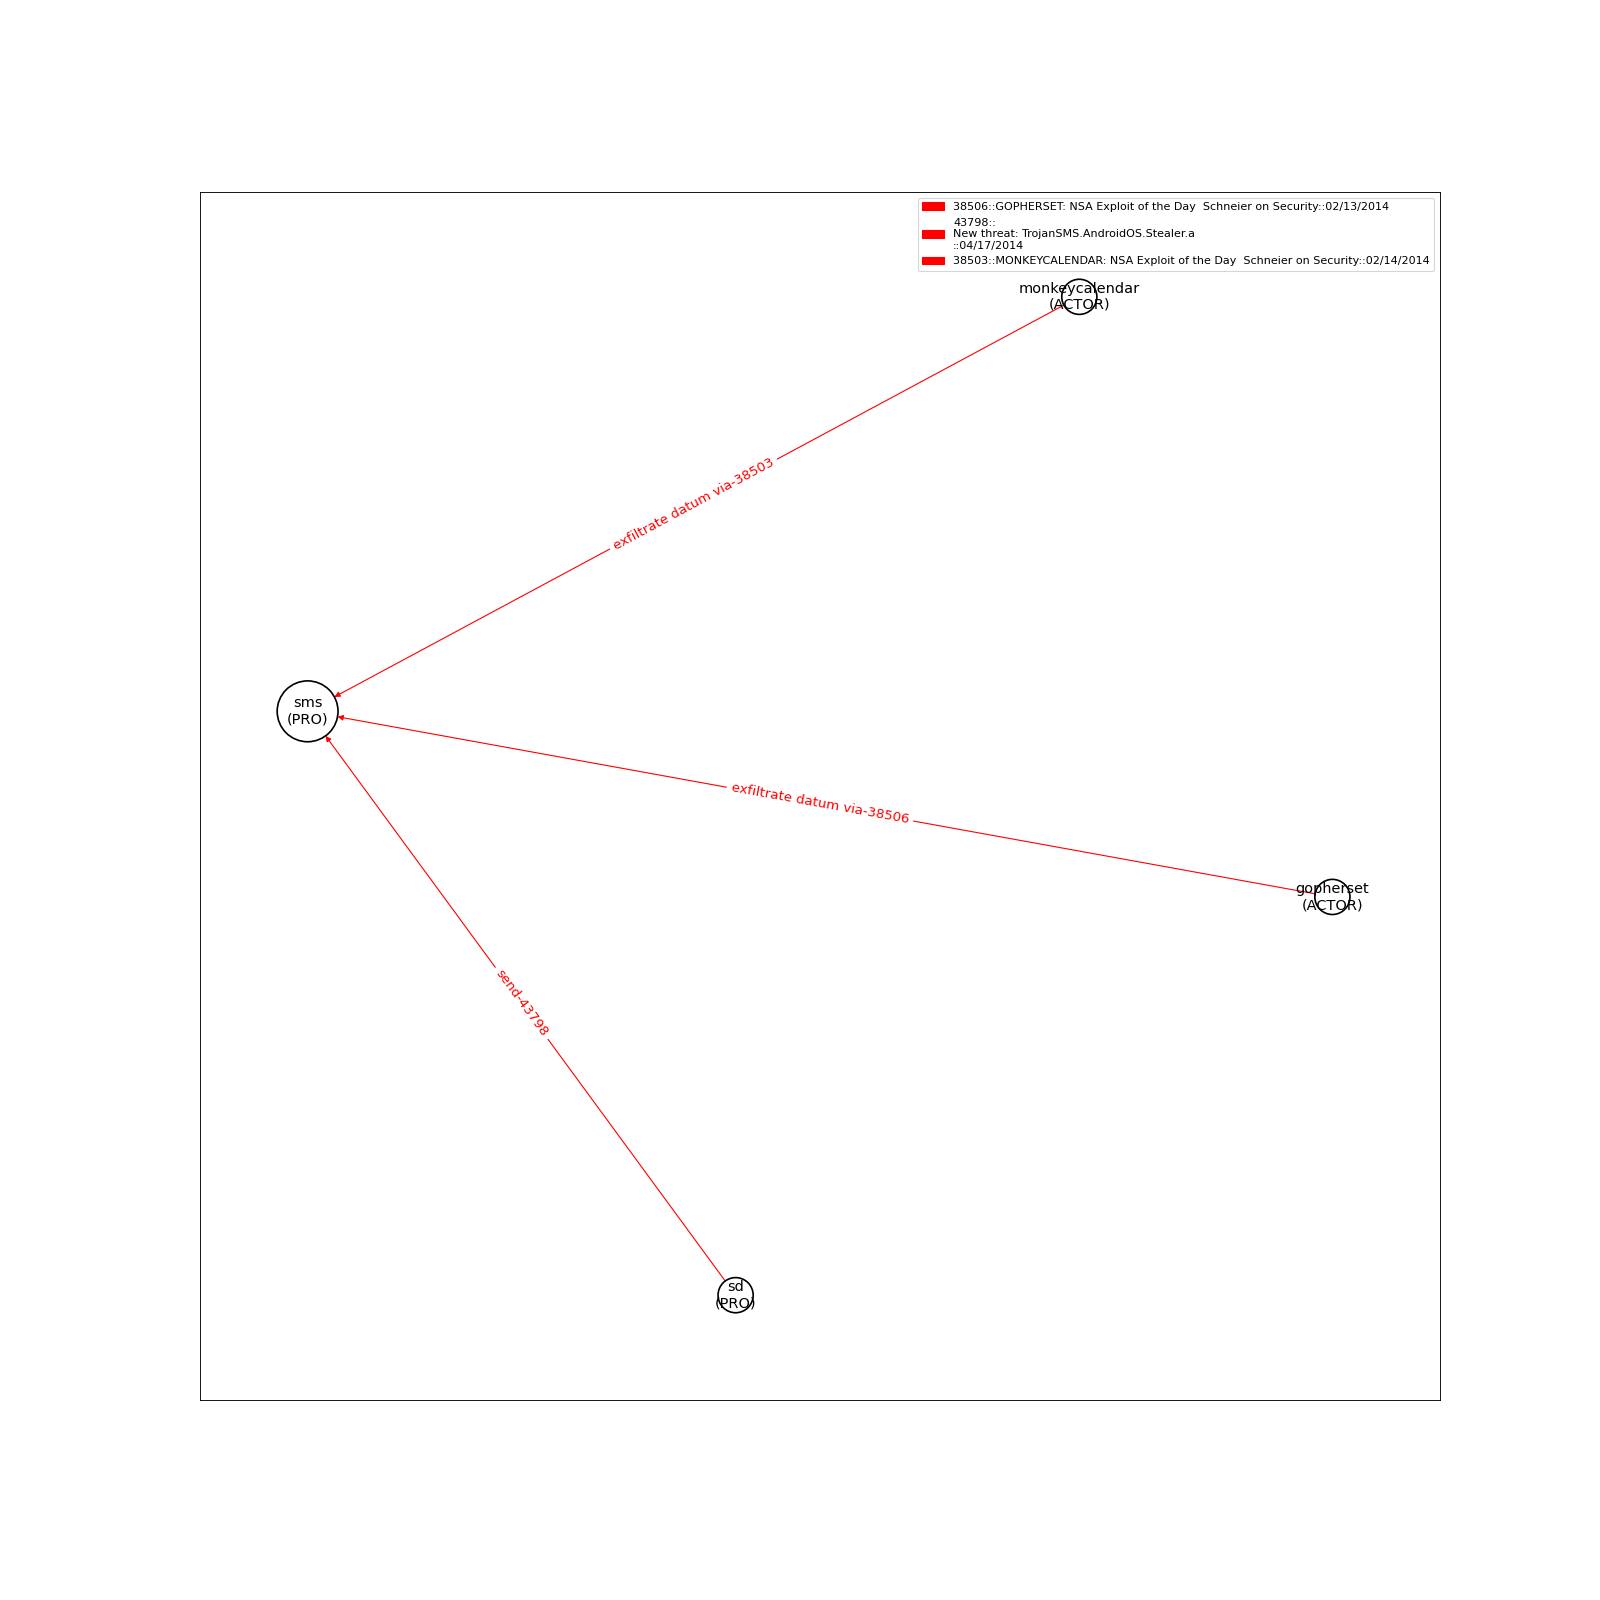 38506::GOPHERSET: NSA Exploit of the Day  Schneier on Security::02/13/2014
43798::
New threat: TrojanSMS.AndroidOS.Stealer.a
::04/17/2014
38503::MONKEYCALENDAR: NSA Exploit of the Day  Schneier on Security::02/14/2014
monkeycalendar
(ACTOR)
exfiltrate datum via-38503
sms
(PRO)
exfiltrate datum via-38506
gopherset
(ACTOR)
send-43798
sd
(PRO)